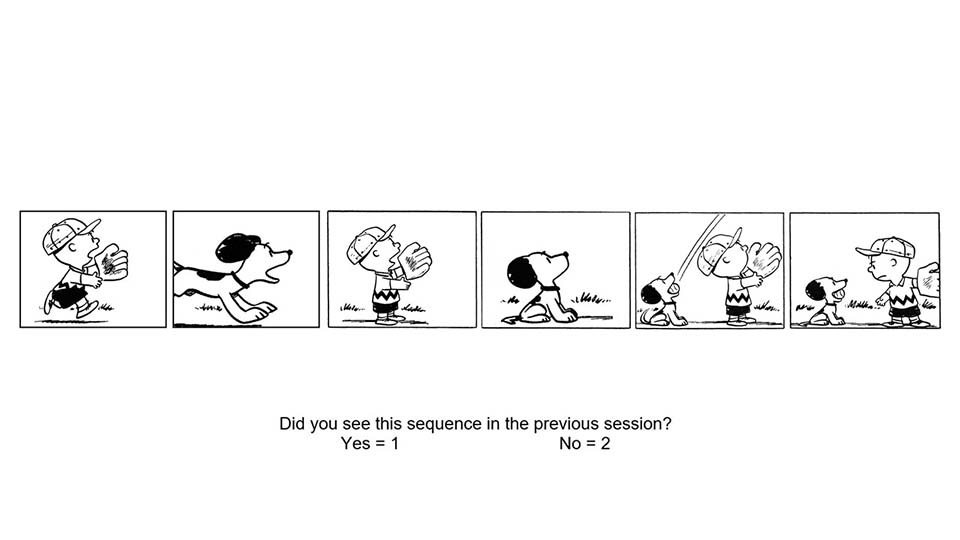 Did you see this sequence in the previous session?
Yes = 1 No = 2